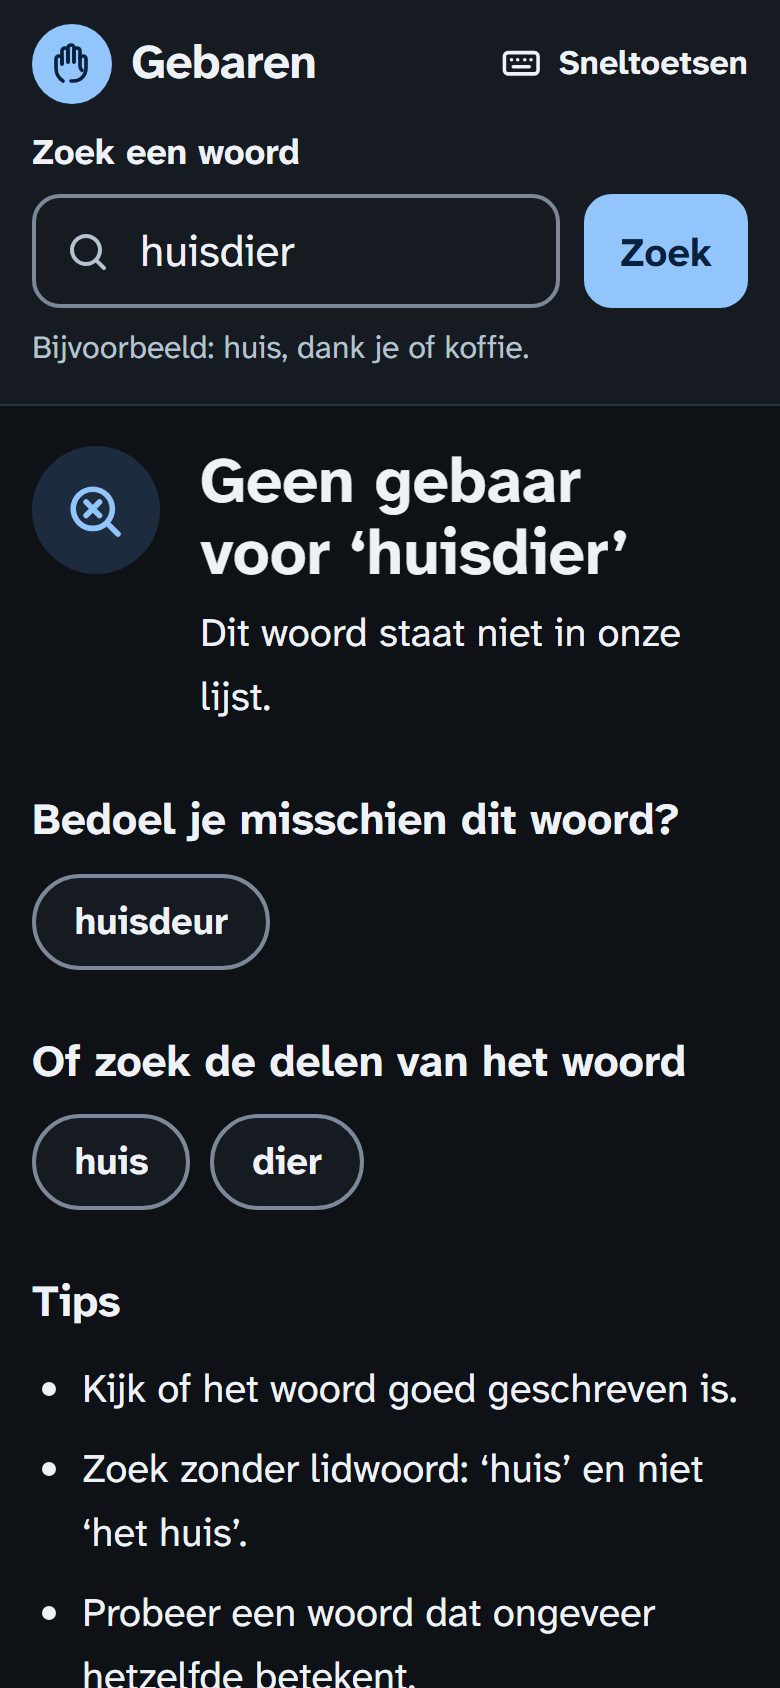 Gebaren
Sneltoetsen
Zoek een woord
huisdier
Zoek
Bijvoorbeeld: huis, dank je of koffie.
Geen gebaar
voor ‘huisdier’
Dit woord staat niet in onze
lijst.
Bedoel je misschien dit woord?
huisdeur
Of zoek de delen van het woord
huis
dier
Tips
• Kijk of het woord goed geschreven is.
• Zoek zonder lidwoord: ‘huis’ en niet
‘het huis’.
• Probeer een woord dat ongeveer
hetzelfde betekent.